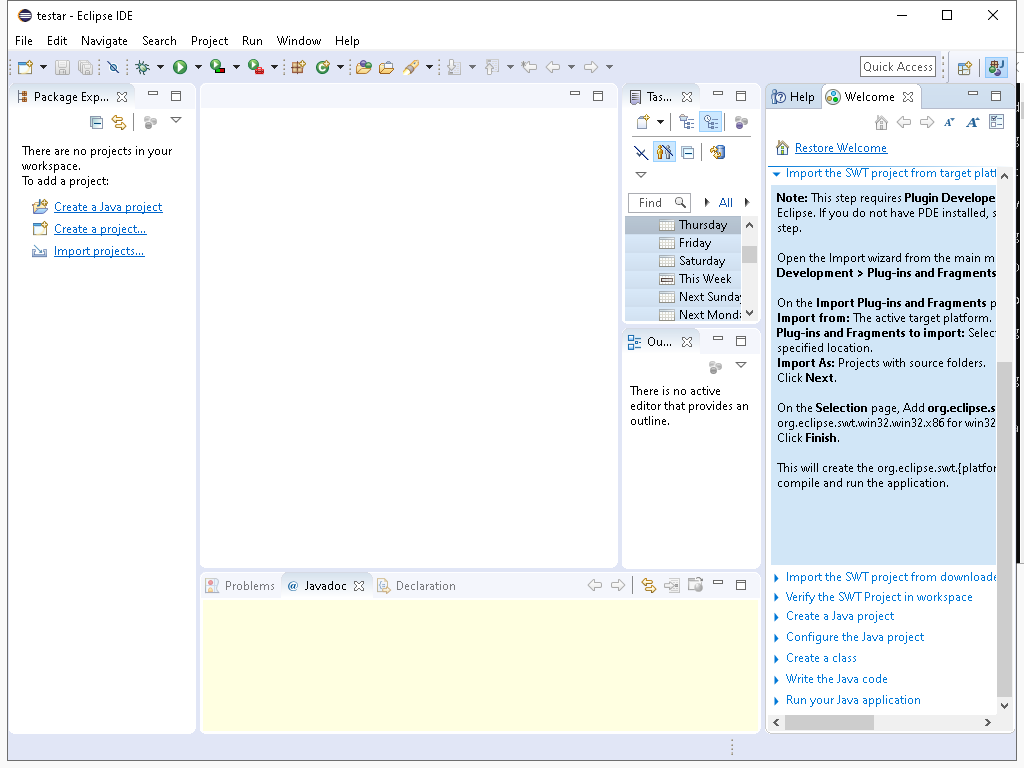 testar - Eclipse IDE
File Edit Navigate Search Project Run Window Help
Quick Access
Package Exp...
There are no projects in your
workspace.
To add a project:
Create a Java project
Create a project...
Import projects...
Tas...
Find
All
Thursday
Friday
Saturday
This Week
Next Sunda
Next Mond
Ou...
There is no active
editor that provides an
outline.
Problems
@ Javadoc
Declaration
Help
Welcome
Restore Welcome
Import the SWT project from target platf
Note: This step requires Plugin Develope
Eclipse. If you do not have PDE installed, s
step.
Open the Import wizard from the main m
Development > Plug-ins and Fragments
On the Import Plug-ins and Fragments p
Import from: The active target platform.
Plug-ins and Fragments to import: Selec
specified location.
Import As: Projects with source folders.
Click Next.
On the Selection page, Add org.eclipse.s
org.eclipse.swt.win32.win32.x86 for win32
Click Finish.
This will create the org.eclipse.swt.{platfor
compile and run the application.
Import the SWT project from downloade
Verify the SWT Project in workspace
Create a Java project
Configure the Java project
Create a class
Write the Java code
Run your Java application